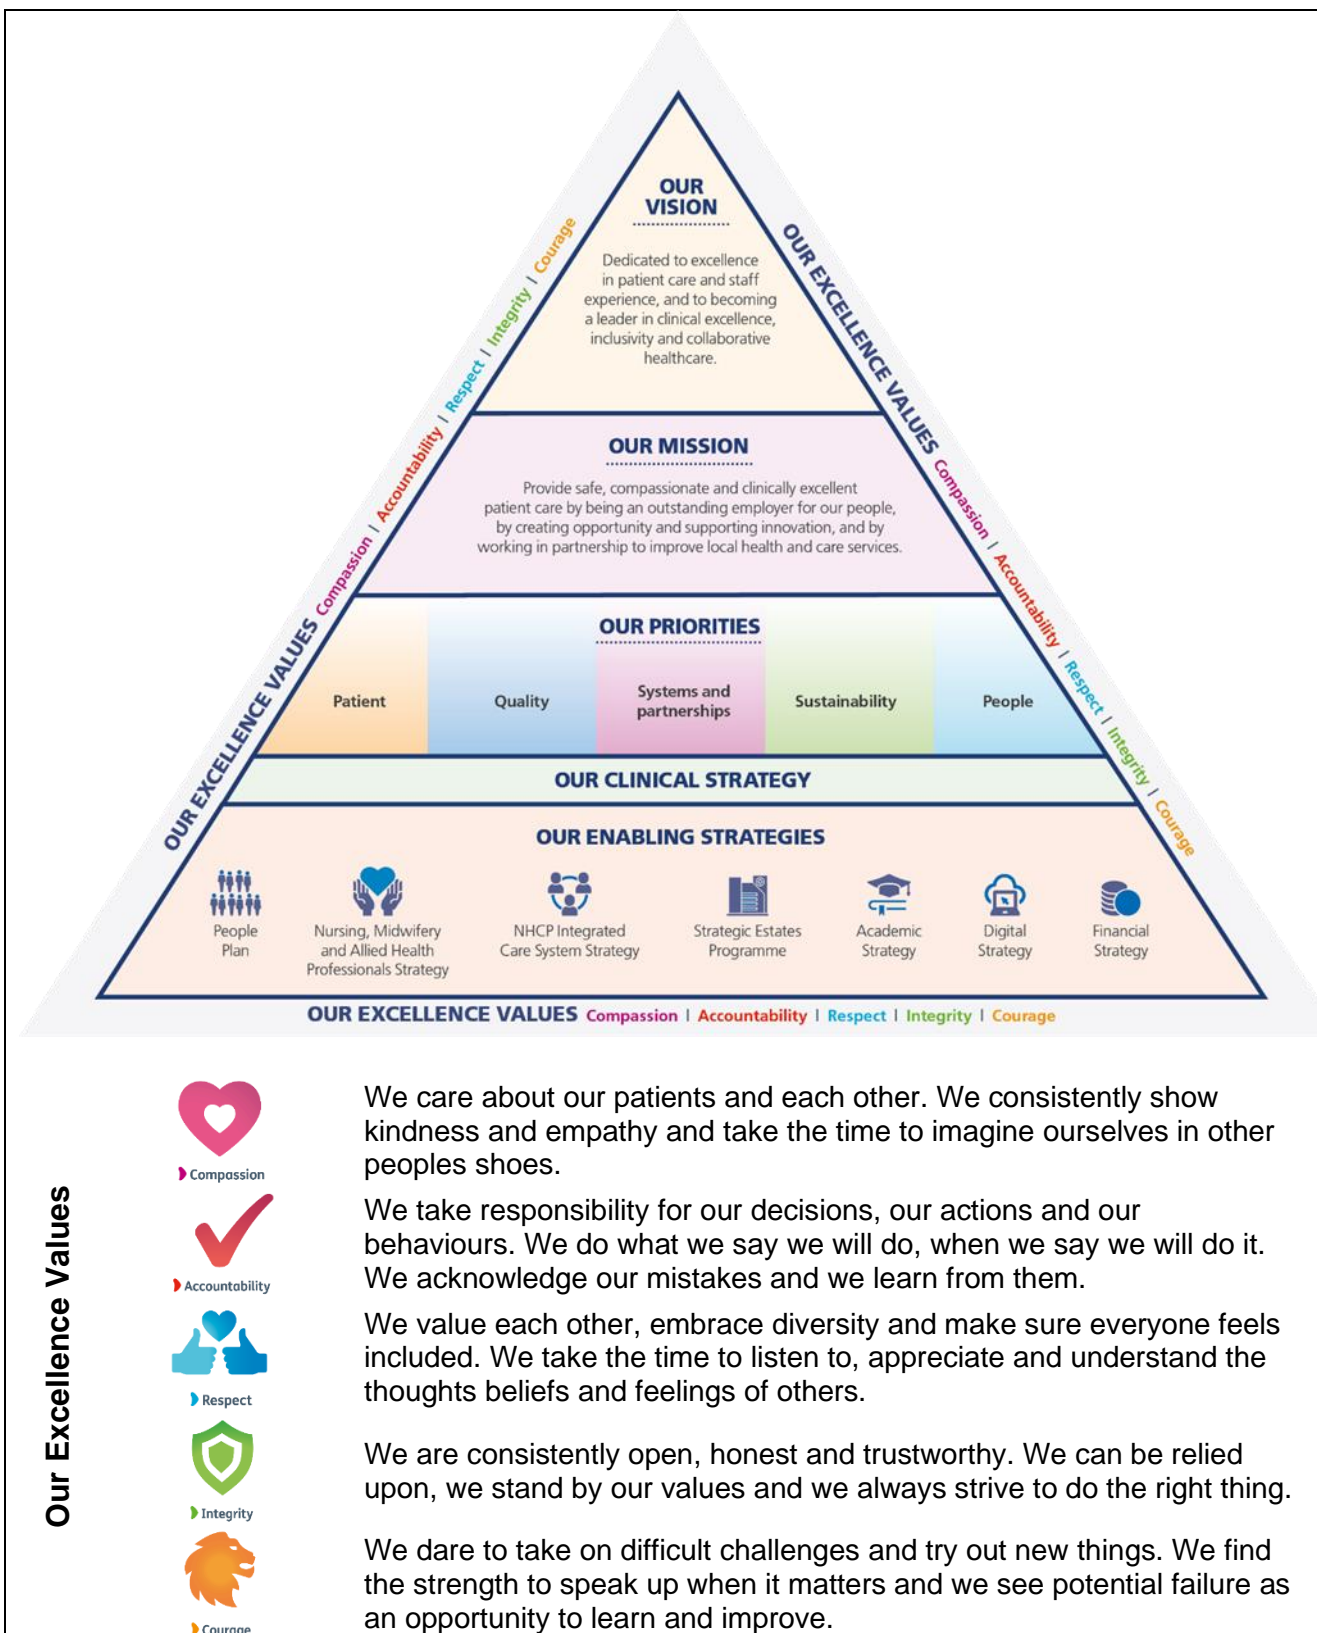 OUR
VISION
Dedicated to excellence
in patient care and staff
experience, and to becoming
a leader in clinical excellence,
inclusivity and collaborative
healthcare.
OUR MISSION
Provide safe, compassionate and clinically excellent
patient care by being an outstanding employer for our people,
by creating opportunity and supporting innovation, and by
working in partnership to improve local health and care services.
OUR PRIORITIES
Patient
Quality
Systems and
partnerships
Sustainability
People
OUR CLINICAL STRATEGY
OUR ENABLING STRATEGIES
People
Plan
Nursing, Midwifery
and Allied Health
Professionals Strategy
NHCP Integrated
Care System Strategy
Strategic Estates
Programme
Academic
Strategy
Digital
Strategy
Financial
Strategy
OUR EXCELLENCE VALUES Compassion | Accountability | Respect | Integrity | Courage
OUR EXCELLENCE VALUES Compassion | Accountability | Respect | Integrity | Courage
OUR EXCELLENCE VALUES Compassion | Accountability | Respect | Integrity | Courage
Our Excellence Values
Compassion
We care about our patients and each other. We consistently show
kindness and empathy and take the time to imagine ourselves in other
peoples shoes.
Accountability
We take responsibility for our decisions, our actions and our
behaviours. We do what we say we will do, when we say we will do it.
We acknowledge our mistakes and we learn from them.
Respect
We value each other, embrace diversity and make sure everyone feels
included. We take the time to listen to, appreciate and understand the
thoughts beliefs and feelings of others.
Integrity
We are consistently open, honest and trustworthy. We can be relied
upon, we stand by our values and we always strive to do the right thing.
Courage
We dare to take on difficult challenges and try out new things. We find
the strength to speak up when it matters and we see potential failure as
an opportunity to learn and improve.